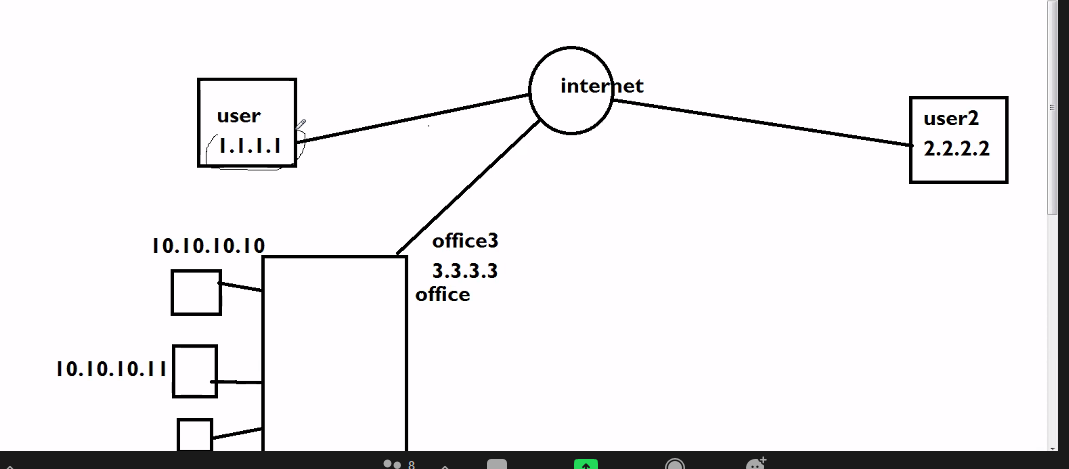 internet
user
1.1.1.1
user2
2.2.2.2
office3
3.3.3.3
office
10.10.10.10
10.10.10.11
8